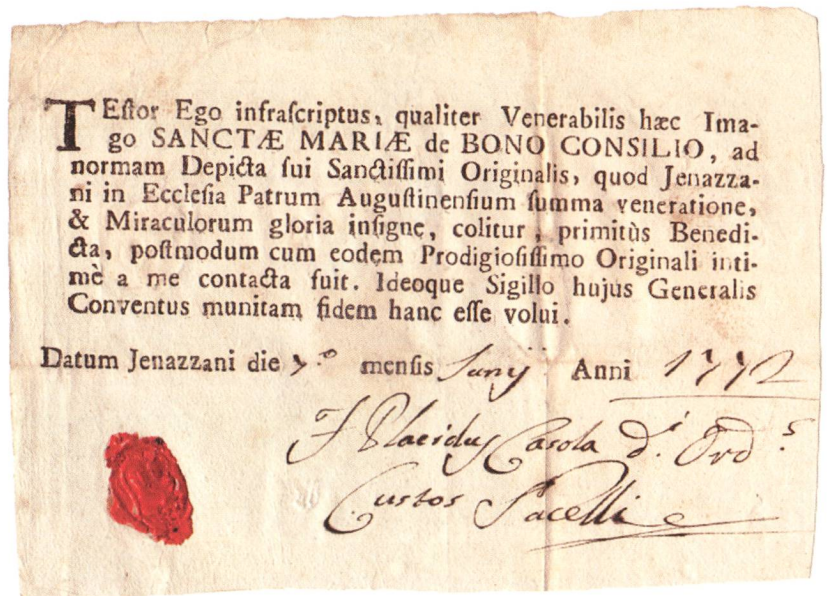 TEſtor Ego infraſcriptus, qualiter Venerabilis hæc Ima-
go SANCTÆ MARIÆ de BONO CONSILIO, ad
normam Depicta ſui Sanctiſſimi Originalis, quod Jenazza-
ni in Eccleſia Patrum Auguſtinenſium ſumma veneratione,
& Miraculorum gloria inſigne, colitur, primitùs Benedi-
cta, poſtmodum cum eodem Prodigioſiſſimo Originali inti-
mè a me contacta fuit. Ideoque Sigillo hujus Generalis
Conventus munitam fidem hanc eſſe volui.
Datum Jenazzani die 7.º menſis Junij Anni 1772
F Placidus Casola d.i Ord.s
Custos Sacelli